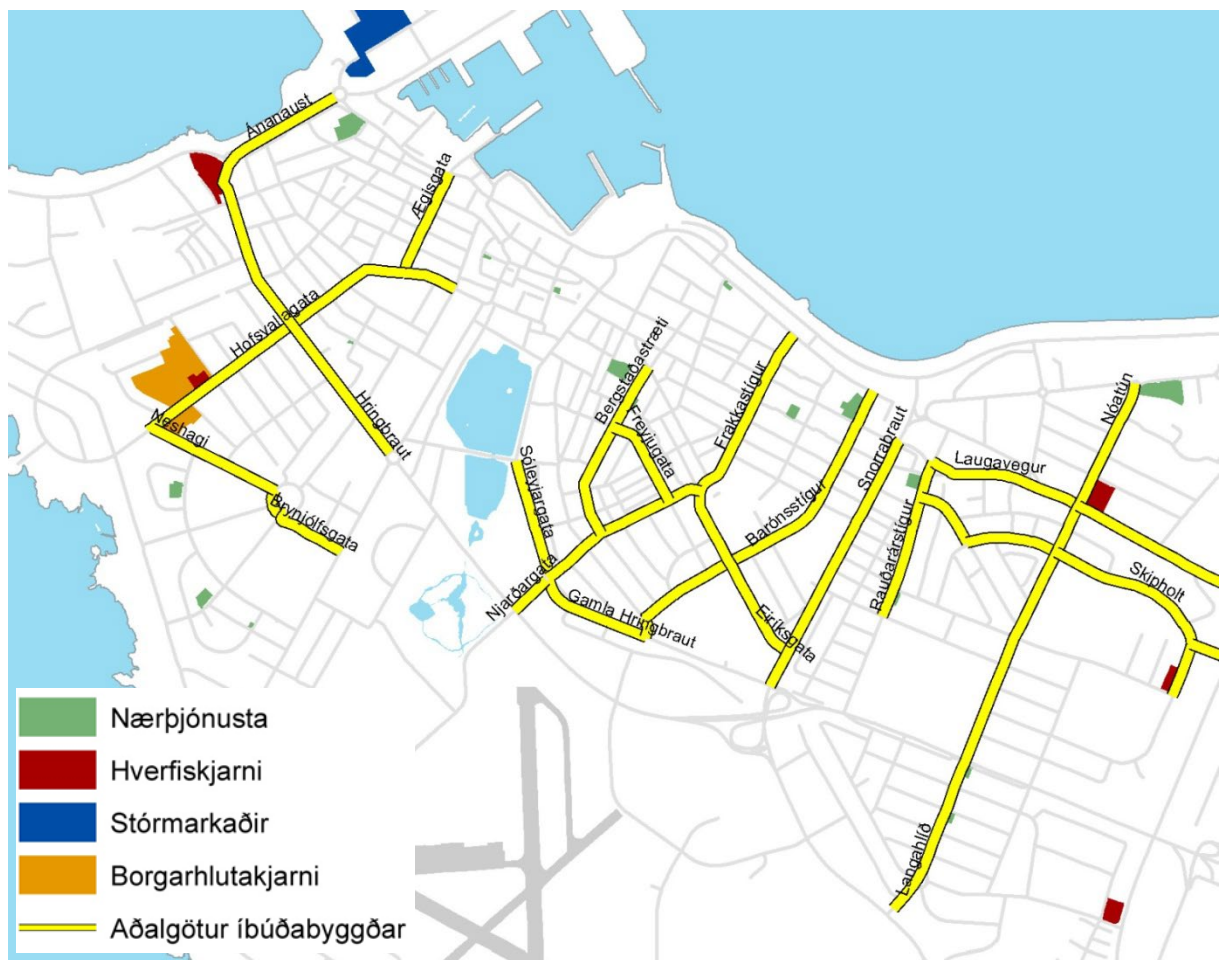 Ánanaust
Ægisgata
Hofsvallagata
Hringbraut
Neshagi
Brynjólfsgata
Sóleyjargata
Njarðargata
Gamla Hringbraut
Bergstaðastræti
Freyjugata
Frakkastígur
Barónsstígur
Eiríksgata
Snorrabraut
Rauðarárstígur
Laugavegur
Nóatún
Skipholt
Langahlíð
Nærþjónusta
Hverfiskjarni
Stórmarkaðir
Borgarhlutakjarni
Aðalgötur íbúðabyggðar